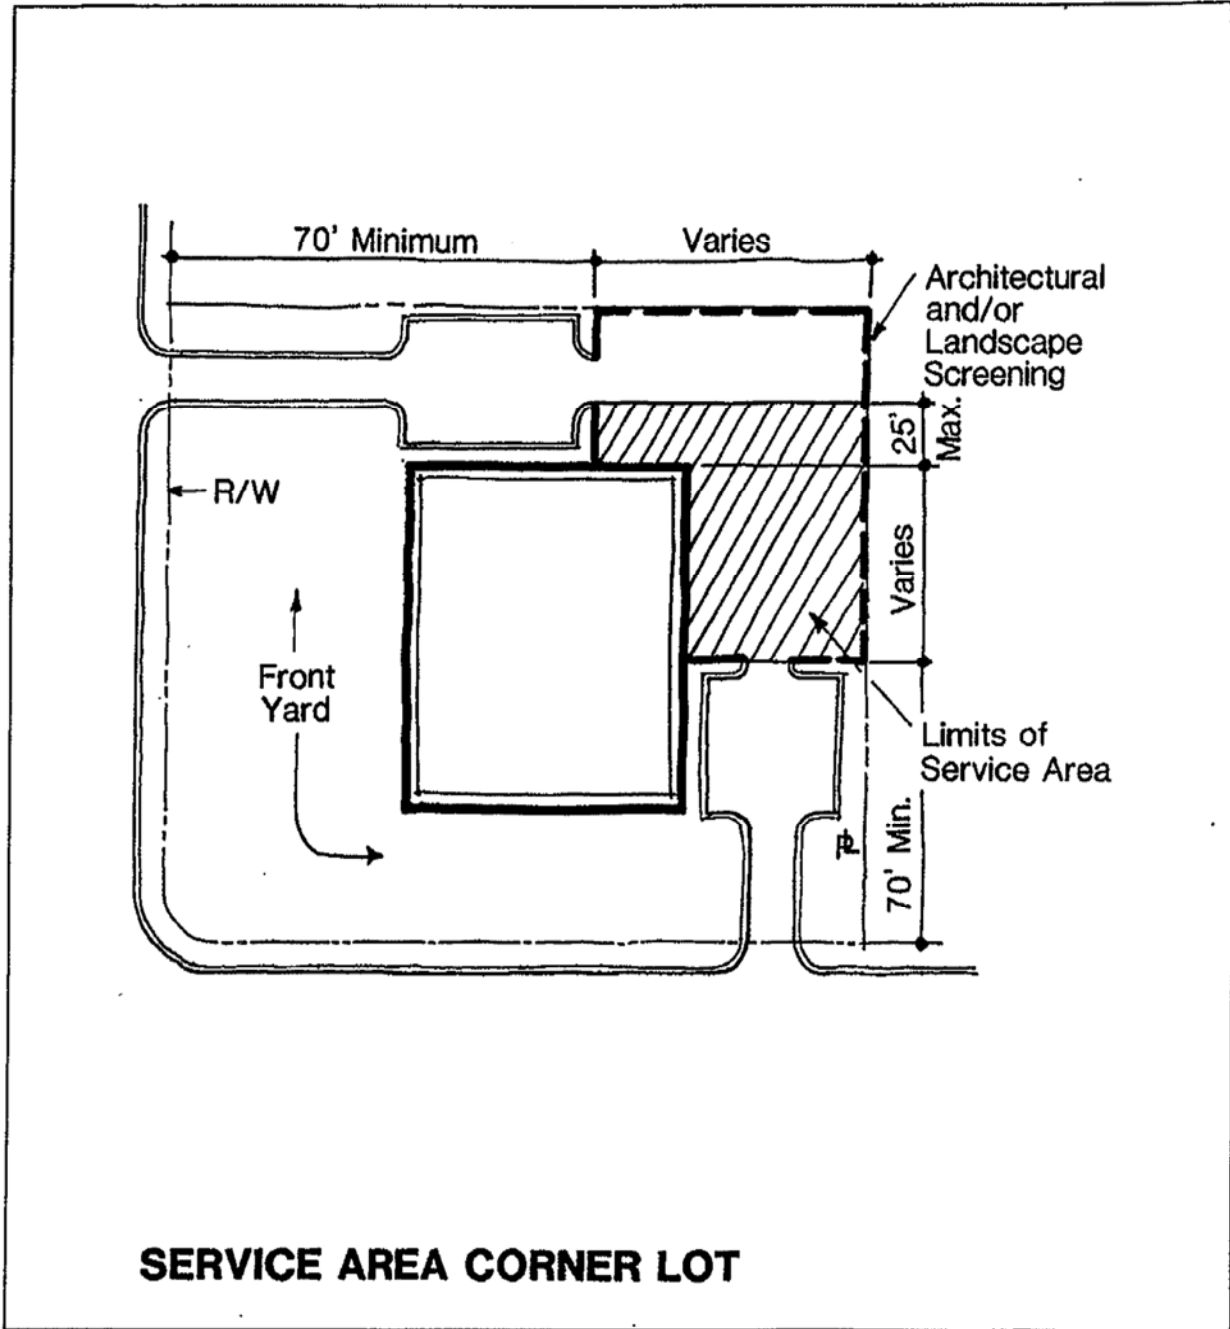 70' Minimum
Varies
Architectural
and/or
Landscape
Screening
25'
Max.
R/W
Varies
Front
Yard
Limits of
Service Area
70' Min.
PL
SERVICE AREA CORNER LOT